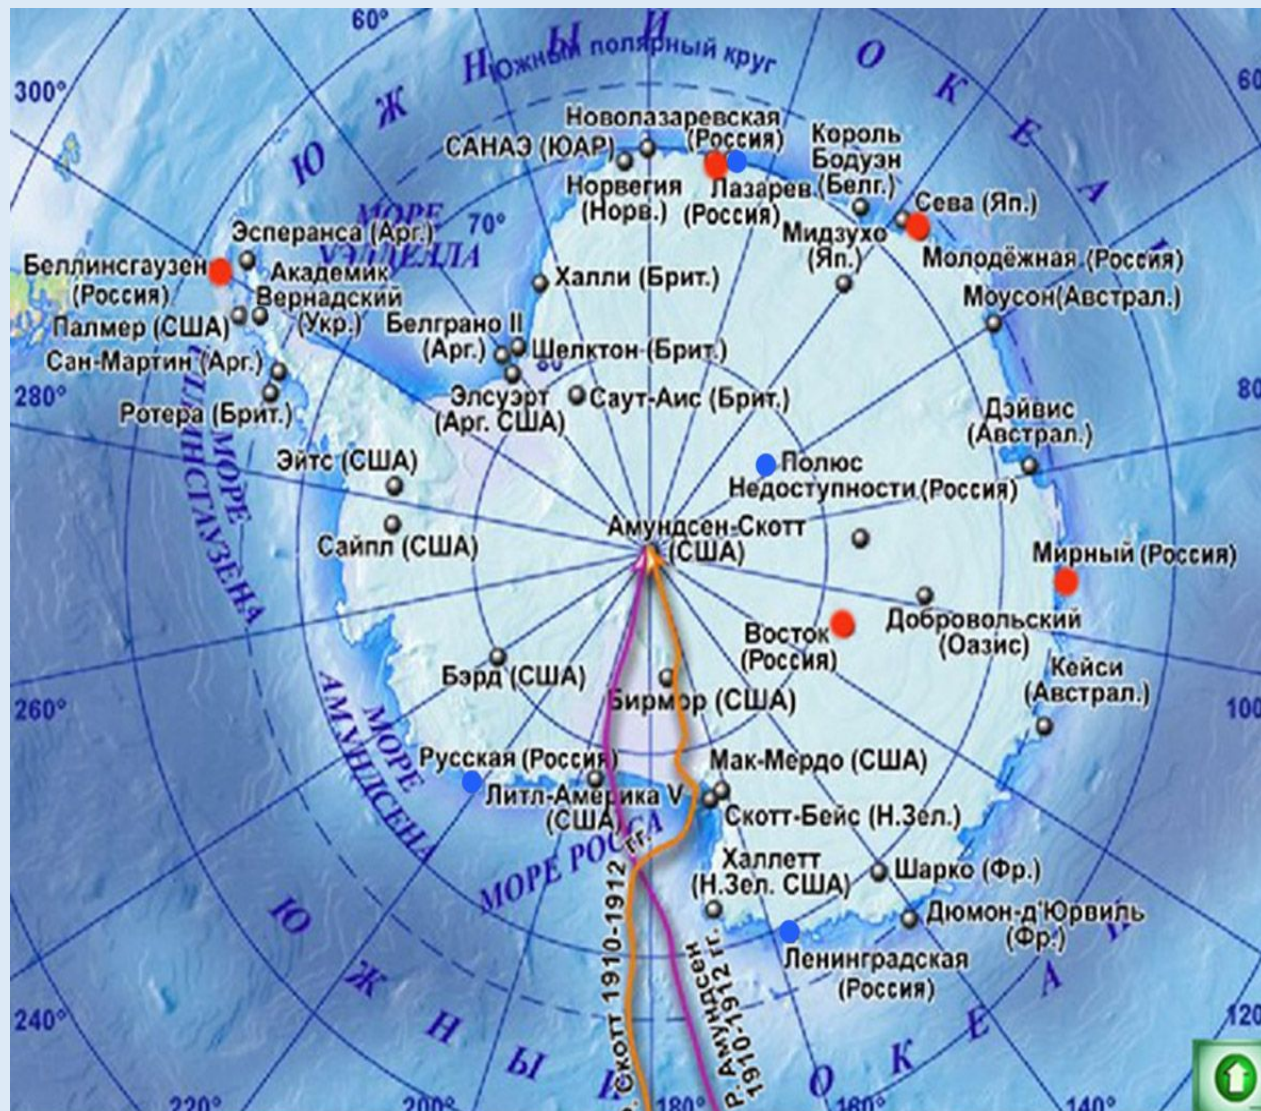 60°
300°
60
Ю Ж Н Ы Й
О К Е А Н
Южный полярный круг
Новолазаревская
(Россия)
САНАЭ (ЮАР)
Король
Бодуэн
(Белг.)
Норвегия
(Норв.)
Лазарев
(Россия)
Сева (Яп.)
МОРЕ
УЭДДЕЛЛА
70°
Эсперанса (Арг.)
Мидзухо
(Яп.)
Молодёжная (Россия)
Беллинсгаузен
(Россия)
Академик
Вернадский
(Укр.)
Халли (Брит.)
Моусон(Австрал.)
Палмер (США)
Белграно II
(Арг.)
Шелктон (Брит.)
80
Сан-Мартин (Арг.)
280°
80
Ротера (Брит.)
Элсуэрт
(Арг. США)
Саут-Аис (Брит.)
Дэйвис
(Австрал.)
МОРЕ
БЕЛЛИНСГАУЗЕНА
Эйтс (США)
Полюс
Недоступности (Россия)
Сайпл (США)
Амундсен-Скотт
(США)
Мирный (Россия)
Добровольский
(Оазис)
Восток
(Россия)
Бэрд (США)
Кейси
(Австрал.)
Бирмор (США)
260°
100
МОРЕ
АМУНДСЕНА
Русская (Россия)
Мак-Мердо (США)
Литл-Америка V
(США)
Скотт-Бейс (Н.Зел.)
МОРЕ РОССА
Халлетт
(Н.Зел. США)
Шарко (Фр.)
Дюмон-д'Юрвиль
(Фр.)
Ленинградская
(Россия)
Р. Скотт 1910-1912 гг.
Р. Амундсен
1910-1912 гг.
Ю Ж Н Ы Й
О К Е А Н
240°
120
220°
200°
180°
160°
140°